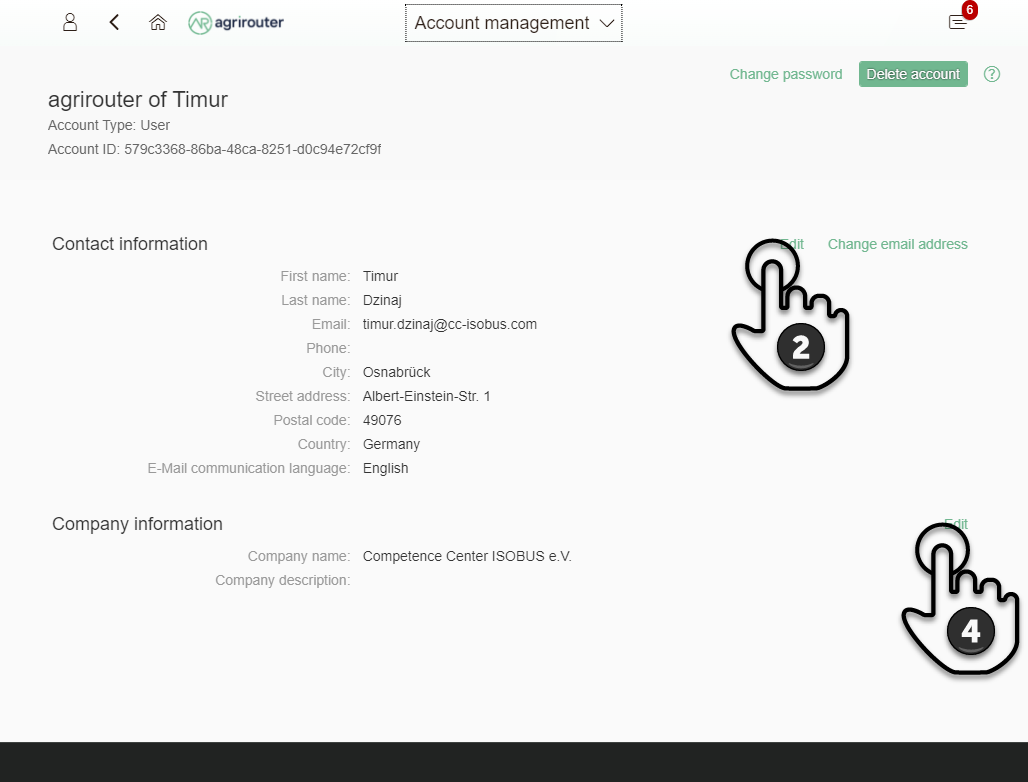 agrirouter
Account management
6
Change password
Delete account
?
agrirouter of Timur
Account Type: User
Account ID: 579c3368-86ba-48ca-8251-d0c94e72cf9f
Contact information
Edit
Change email address
First name: Timur
Last name: Dzinaj
Email: timur.dzinaj@cc-isobus.com
Phone:
City: Osnabrück
Street address: Albert-Einstein-Str. 1
Postal code: 49076
Country: Germany
E-Mail communication language: English
2
Company information
Edit
Company name: Competence Center ISOBUS e.V.
Company description:
4